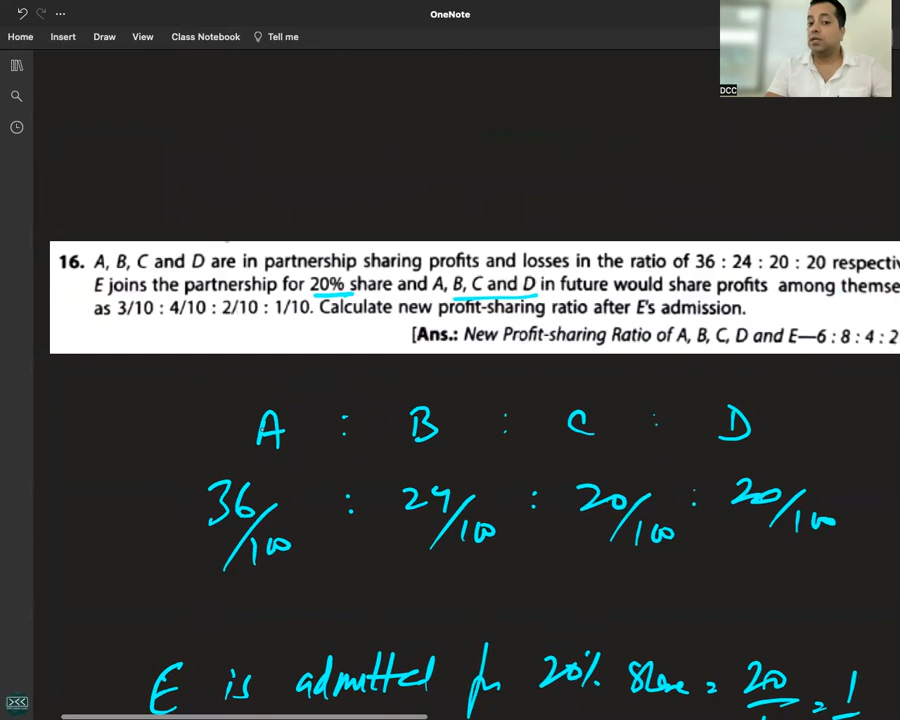 OneNote
Home Insert Draw View Class Notebook Tell me
DCC
16. A, B, C and D are in partnership sharing profits and losses in the ratio of 36 : 24 : 20 : 20
E joins the partnership for 20% share and A, B, C and D in future would share profits among
as 3/10 : 4/10 : 2/10 : 1/10. Calculate new profit-sharing ratio after E's admission.
[Ans.: New Profit-sharing Ratio of A, B, C, D and E—6 : 8 : 4 : 2
A : B : C : D
36/100 : 24/100 : 20/100 : 20/100
E is admitted for 20% share = 20 = 1